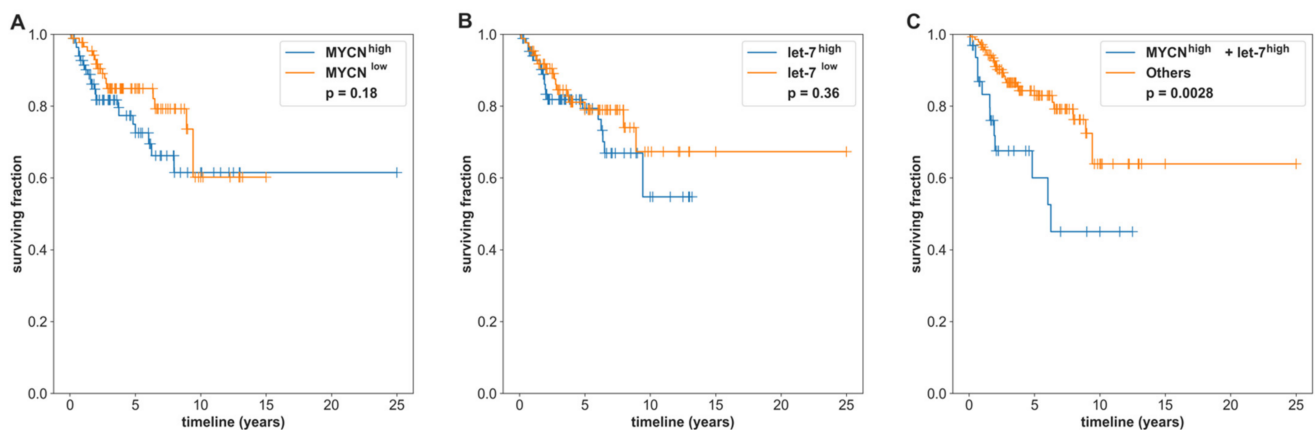 A
MYCN high
MYCN low
p = 0.18
1.0
0.8
0.6
0.4
0.2
0.0
surviving fraction
0 5 10 15 20 25
timeline (years)
B
let-7 high
let-7 low
p = 0.36
1.0
0.8
0.6
0.4
0.2
0.0
surviving fraction
0 5 10 15 20 25
timeline (years)
C
MYCN high + let-7 high
Others
p = 0.0028
1.0
0.8
0.6
0.4
0.2
0.0
surviving fraction
0 5 10 15 20 25
timeline (years)